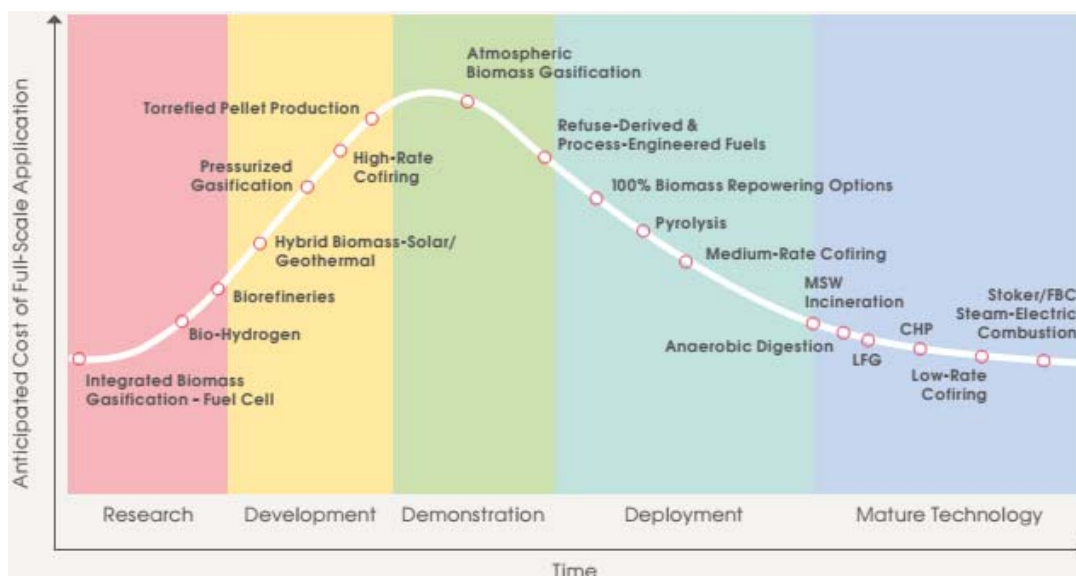 Anticipated Cost of Full-Scale Application
Atmospheric
Biomass Gasification
Torrefied Pellet Production
Refuse-Derived &
Process-Engineered Fuels
High-Rate
Cofiring
Pressurized
Gasification
100% Biomass Repowering Options
Pyrolysis
Hybrid Biomass-Solar/
Geothermal
Medium-Rate Cofiring
MSW
Incineration
Biorefineries
Stoker/FBC
Steam-Electric
Combustion
Bio-Hydrogen
CHP
Anaerobic Digestion
LFG
Integrated Biomass
Gasification - Fuel Cell
Low-Rate
Cofiring
Research
Development
Demonstration
Deployment
Mature Technology
Time